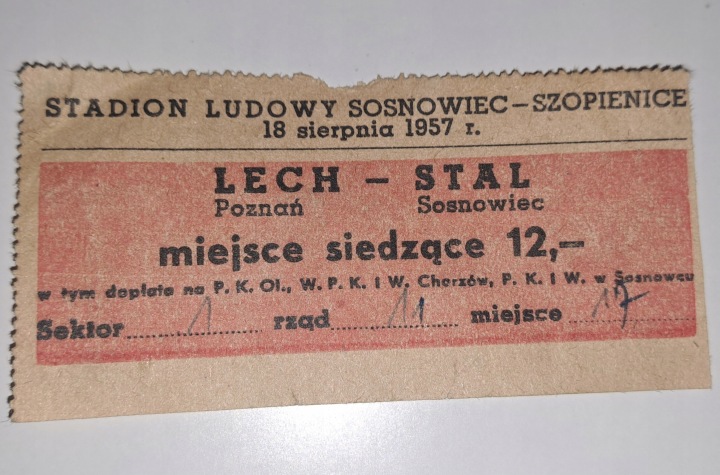 STADION LUDOWY SOSNOWIEC–SZOPIENICE
18 sierpnia 1957 r.
LECH – STAL
Poznań Sosnowiec
miejsce siedzące 12,–
w tym dopłata na P. K. Ol., W. P. K. i W. Chorzów, P. K. i W. w Sosnowcu
Sektor 1 rząd 11 miejsce 17